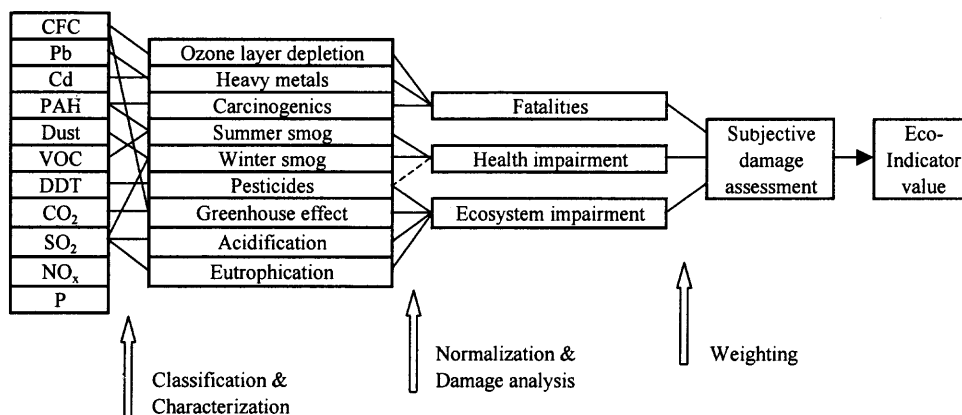 CFC
Pb
Cd
PAH
Dust
VOC
DDT
CO₂
SO₂
NOₓ
P
Ozone layer depletion
Heavy metals
Carcinogenics
Summer smog
Winter smog
Pesticides
Greenhouse effect
Acidification
Eutrophication
Fatalities
Health impairment
Ecosystem impairment
Subjective
damage
assessment
Eco-
Indicator
value
Classification &
Characterization
Normalization &
Damage analysis
Weighting